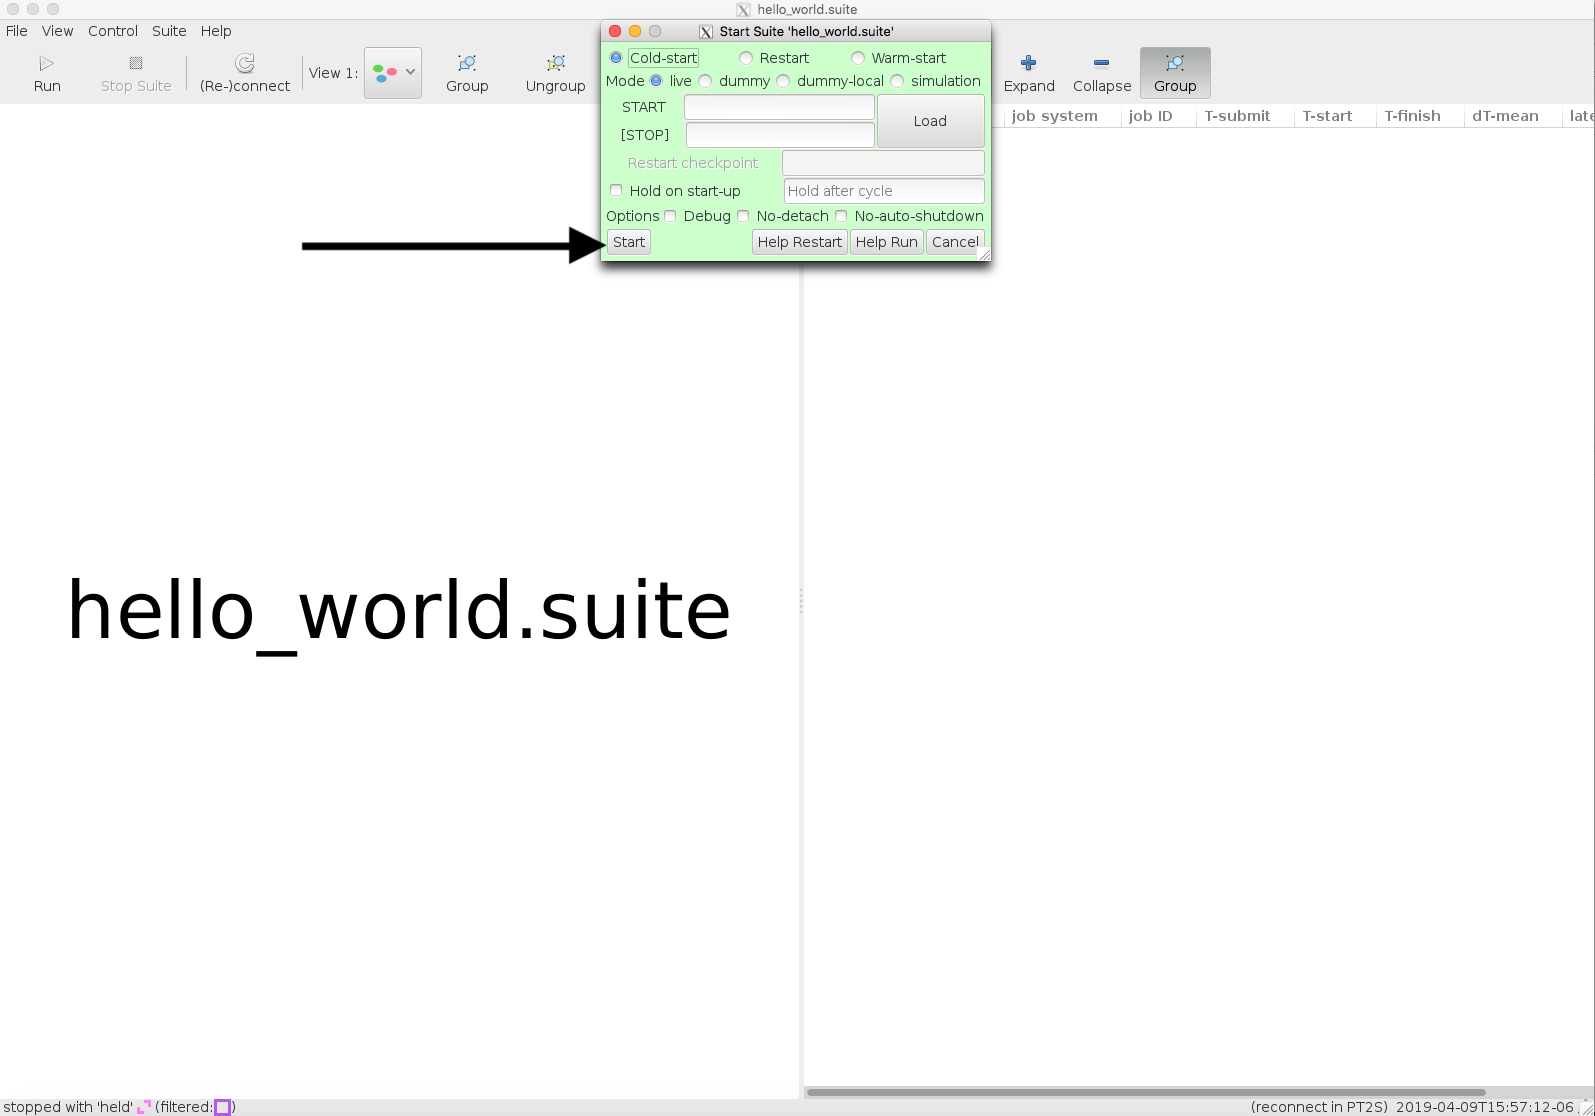 hello_world.suite
File View Control Suite Help
Run Stop Suite (Re-)connect View 1: Group Ungroup Expand Collapse Group
job system job ID T-submit T-start T-finish dT-mean
Start Suite 'hello_world.suite'
Cold-start Restart Warm-start
Mode live dummy dummy-local simulation
START
Load
[STOP]
Restart checkpoint
Hold on start-up Hold after cycle
Options Debug No-detach No-auto-shutdown
Start Help Restart Help Run Cancel
hello_world.suite
stopped with 'held' (filtered: ) (reconnect in PT2S) 2019-04-09T15:57:12-06